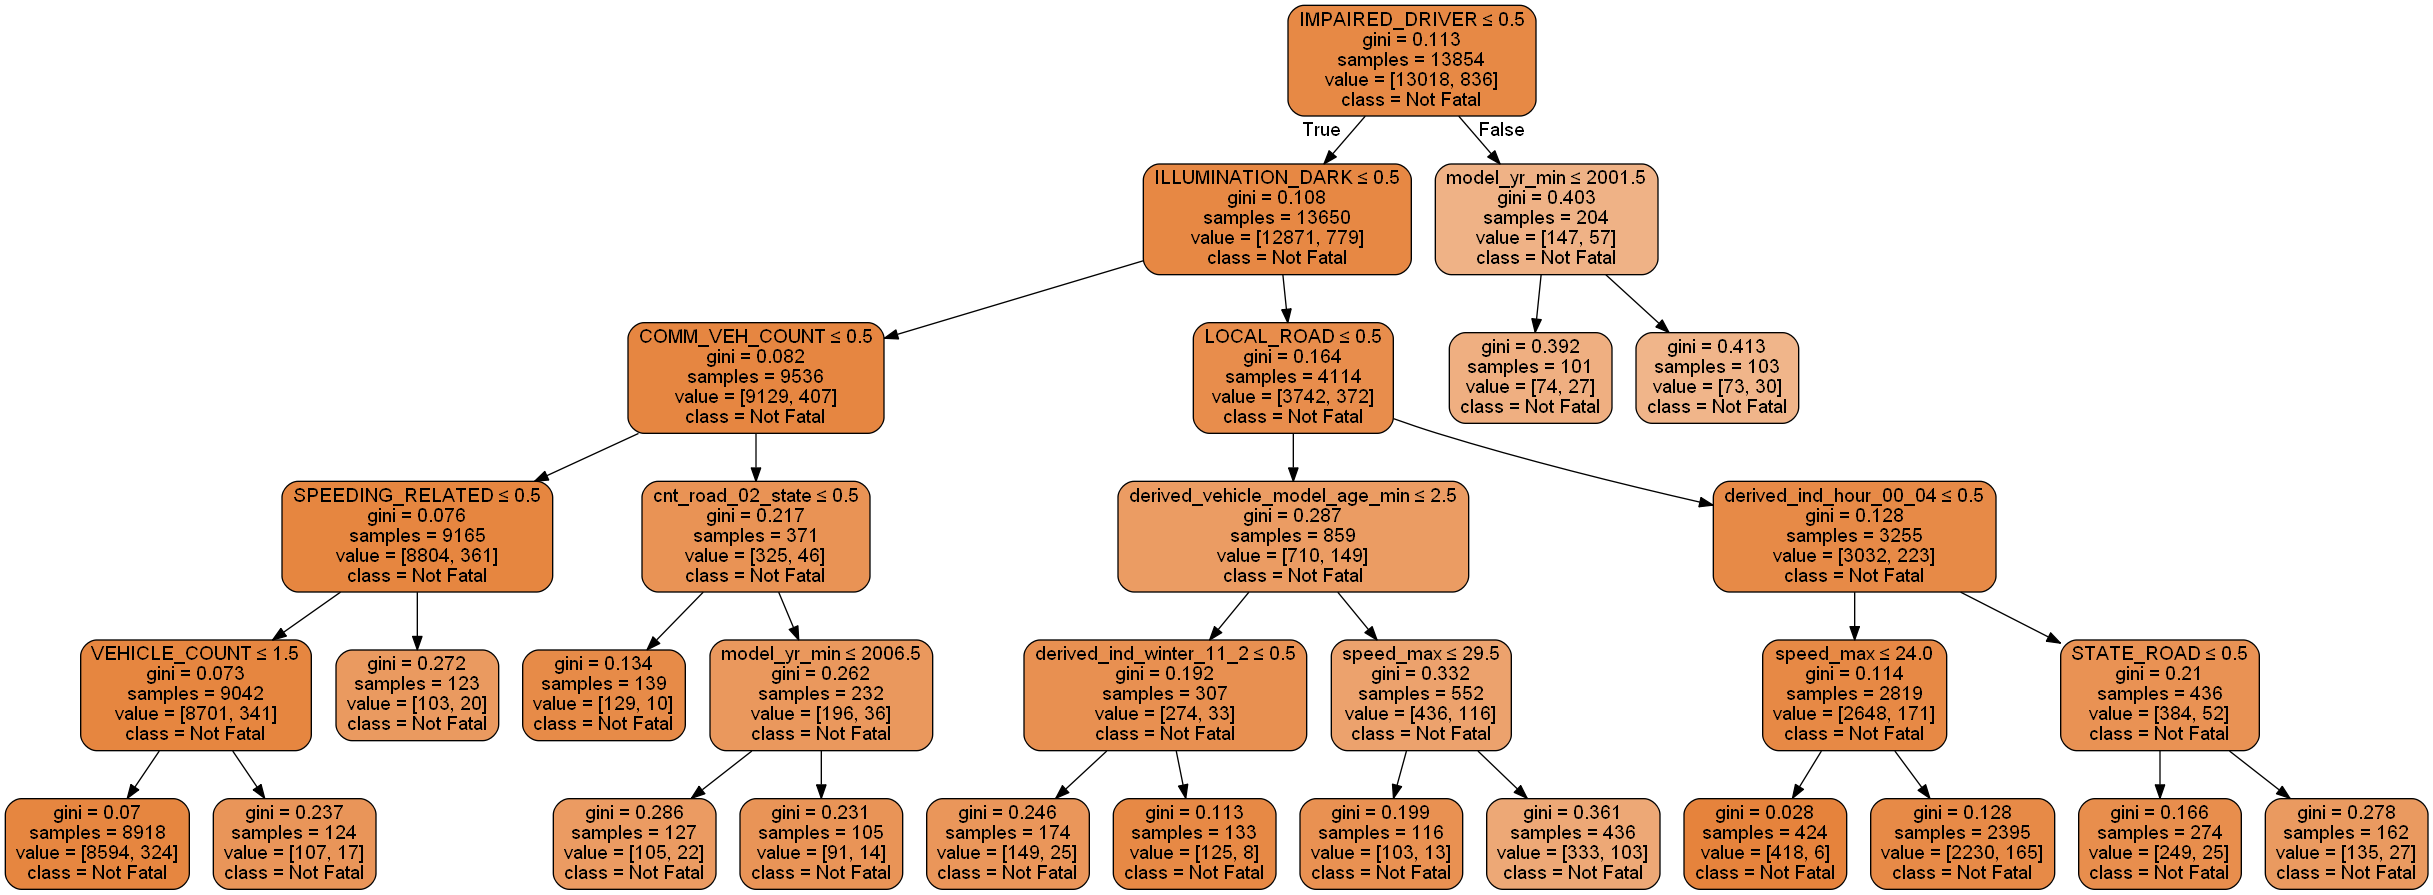 IMPAIRED_DRIVER ≤ 0.5
gini = 0.113
samples = 13854
value = [13018, 836]
class = Not Fatal
True
False
ILLUMINATION_DARK ≤ 0.5
gini = 0.108
samples = 13650
value = [12871, 779]
class = Not Fatal
model_yr_min ≤ 2001.5
gini = 0.403
samples = 204
value = [147, 57]
class = Not Fatal
COMM_VEH_COUNT ≤ 0.5
gini = 0.082
samples = 9536
value = [9129, 407]
class = Not Fatal
LOCAL_ROAD ≤ 0.5
gini = 0.164
samples = 4114
value = [3742, 372]
class = Not Fatal
gini = 0.392
samples = 101
value = [74, 27]
class = Not Fatal
gini = 0.413
samples = 103
value = [73, 30]
class = Not Fatal
SPEEDING_RELATED ≤ 0.5
gini = 0.076
samples = 9165
value = [8804, 361]
class = Not Fatal
cnt_road_02_state ≤ 0.5
gini = 0.217
samples = 371
value = [325, 46]
class = Not Fatal
derived_vehicle_model_age_min ≤ 2.5
gini = 0.287
samples = 859
value = [710, 149]
class = Not Fatal
derived_ind_hour_00_04 ≤ 0.5
gini = 0.128
samples = 3255
value = [3032, 223]
class = Not Fatal
VEHICLE_COUNT ≤ 1.5
gini = 0.073
samples = 9042
value = [8701, 341]
class = Not Fatal
gini = 0.272
samples = 123
value = [103, 20]
class = Not Fatal
gini = 0.134
samples = 139
value = [129, 10]
class = Not Fatal
model_yr_min ≤ 2006.5
gini = 0.262
samples = 232
value = [196, 36]
class = Not Fatal
derived_ind_winter_11_2 ≤ 0.5
gini = 0.192
samples = 307
value = [274, 33]
class = Not Fatal
speed_max ≤ 29.5
gini = 0.332
samples = 552
value = [436, 116]
class = Not Fatal
speed_max ≤ 24.0
gini = 0.114
samples = 2819
value = [2648, 171]
class = Not Fatal
STATE_ROAD ≤ 0.5
gini = 0.21
samples = 436
value = [384, 52]
class = Not Fatal
gini = 0.07
samples = 8918
value = [8594, 324]
class = Not Fatal
gini = 0.237
samples = 124
value = [107, 17]
class = Not Fatal
gini = 0.286
samples = 127
value = [105, 22]
class = Not Fatal
gini = 0.231
samples = 105
value = [91, 14]
class = Not Fatal
gini = 0.246
samples = 174
value = [149, 25]
class = Not Fatal
gini = 0.113
samples = 133
value = [125, 8]
class = Not Fatal
gini = 0.199
samples = 116
value = [103, 13]
class = Not Fatal
gini = 0.361
samples = 436
value = [333, 103]
class = Not Fatal
gini = 0.028
samples = 424
value = [418, 6]
class = Not Fatal
gini = 0.128
samples = 2395
value = [2230, 165]
class = Not Fatal
gini = 0.166
samples = 274
value = [249, 25]
class = Not Fatal
gini = 0.278
samples = 162
value = [135, 27]
class = Not Fatal